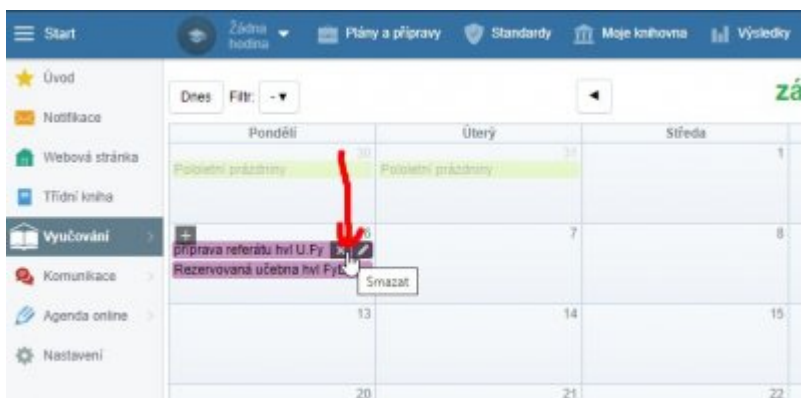 Start
Žádná
hodina
Plány a přípravy
Standardy
Moje knihovna
Výsledky
Úvod
Notifikace
Webová stránka
Třídní kniha
Vyučování
Komunikace
Agenda online
Nastavení
Dnes Filtr: -
zá
Pondělí Úterý Středa
30 31 1
Pololetní prázdniny Pololetní prázdniny
6 7 8
příprava referátu hvl U.Fy
Rezervovaná učebna hvl
Smazat
13 14 15
20 21 22